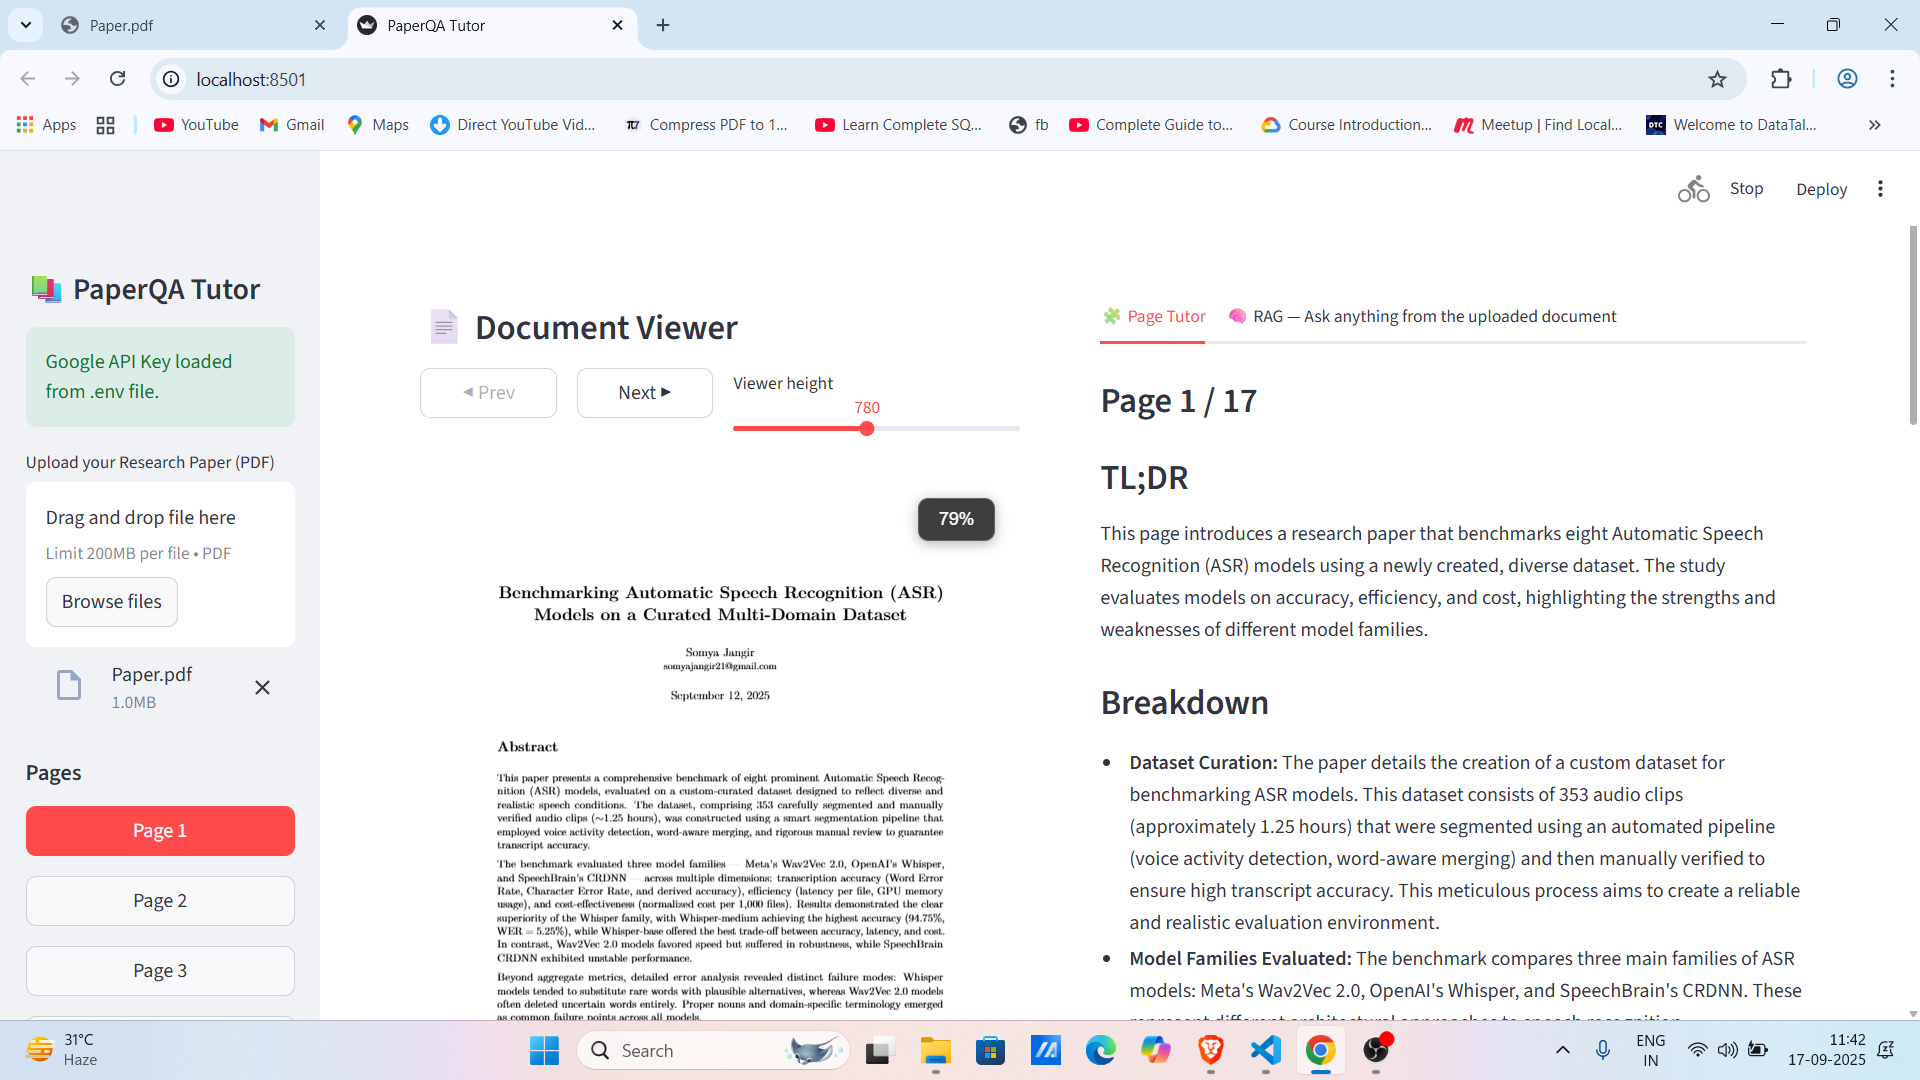 Paper.pdf
PaperQA Tutor
localhost:8501
Apps
YouTube
Gmail
Maps
Direct YouTube Vid...
Compress PDF to 1...
Learn Complete SQ...
fb
Complete Guide to...
Course Introduction...
Meetup | Find Local...
DTC
Welcome to DataTal...
Stop
Deploy
PaperQA Tutor
Google API Key loaded
from .env file.
Upload your Research Paper (PDF)
Drag and drop file here
Limit 200MB per file • PDF
Browse files
Paper.pdf
1.0MB
Pages
Page 1
Page 2
Page 3
Document Viewer
◄ Prev
Next ►
Viewer height
780
79%
Benchmarking Automatic Speech Recognition (ASR)
Models on a Curated Multi-Domain Dataset
Somya Jangir
somyajangir21@gmail.com
September 12, 2025
Abstract
This paper presents a comprehensive benchmark of eight prominent Automatic Speech Recog-
nition (ASR) models, evaluated on a custom-curated dataset designed to reflect diverse and
realistic speech conditions. The dataset, comprising 353 carefully segmented and manually
verified audio clips (~1.25 hours), was constructed using a smart segmentation pipeline that
employed voice activity detection, word-aware merging, and rigorous manual review to guarantee
transcript accuracy.
The benchmark evaluated three model families — Meta's Wav2Vec 2.0, OpenAI's Whisper,
and SpeechBrain's CRDNN — across multiple dimensions: transcription accuracy (Word Error
Rate, Character Error Rate, and derived accuracy), efficiency (latency per file, GPU memory
usage), and cost-effectiveness (normalized cost per 1,000 files). Results demonstrated the clear
superiority of the Whisper family, with Whisper-medium achieving the highest accuracy (94.75%,
WER = 5.25%), while Whisper-base offered the best trade-off between accuracy, latency, and cost.
In contrast, Wav2Vec 2.0 models favored speed but suffered in robustness, while SpeechBrain
CRDNN exhibited unstable performance.
Beyond aggregate metrics, detailed error analysis revealed distinct failure modes: Whisper
models tended to substitute rare words with plausible alternatives, whereas Wav2Vec 2.0 models
often deleted uncertain words entirely. Proper nouns and domain-specific terminology emerged
as common failure points across all models.
Page Tutor
RAG — Ask anything from the uploaded document
Page 1 / 17
TL;DR
This page introduces a research paper that benchmarks eight Automatic Speech
Recognition (ASR) models using a newly created, diverse dataset. The study
evaluates models on accuracy, efficiency, and cost, highlighting the strengths and
weaknesses of different model families.
Breakdown
• Dataset Curation: The paper details the creation of a custom dataset for
benchmarking ASR models. This dataset consists of 353 audio clips
(approximately 1.25 hours) that were segmented using an automated pipeline
(voice activity detection, word-aware merging) and then manually verified to
ensure high transcript accuracy. This meticulous process aims to create a reliable
and realistic evaluation environment.
• Model Families Evaluated: The benchmark compares three main families of ASR
models: Meta's Wav2Vec 2.0, OpenAI's Whisper, and SpeechBrain's CRDNN. These
represent different architectural approaches to speech recognition.
31°C
Haze
Search
ENG
IN
11:42
17-09-2025